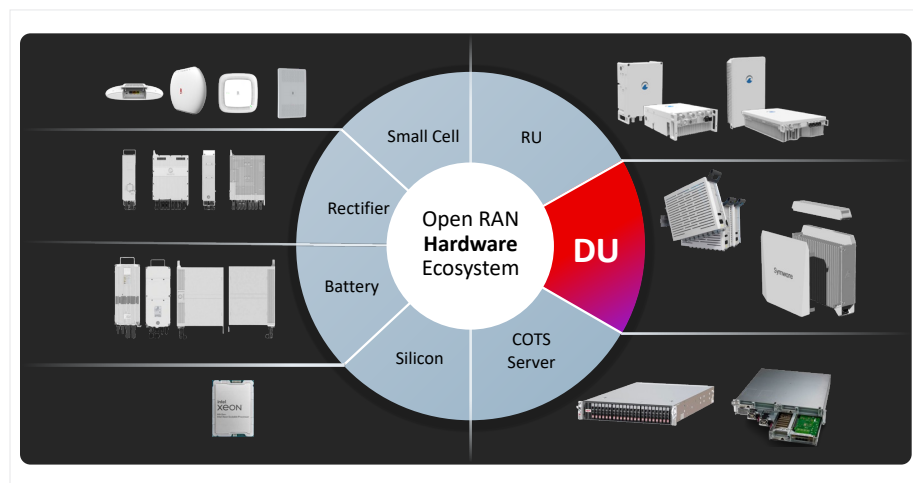 Small Cell
RU
Rectifier
Open RAN
Hardware
Ecosystem
DU
Battery
Silicon
COTS
Server
Symware
intel
XEON